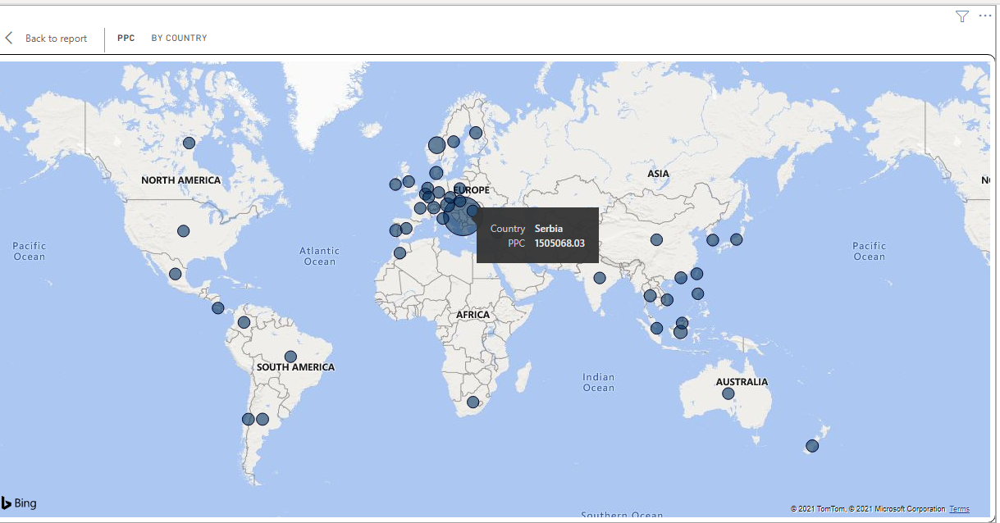 Back to report
PPC BY COUNTRY
NORTH AMERICA
EUROPE
ASIA
Country Serbia
PPC 1505068.03
Pacific
Ocean
Atlantic
Ocean
Pacific
Ocean
AFRICA
SOUTH AMERICA
Indian
Ocean
AUSTRALIA
Bing
© 2021 TomTom, © 2021 Microsoft Corporation Terms
Southern Ocean